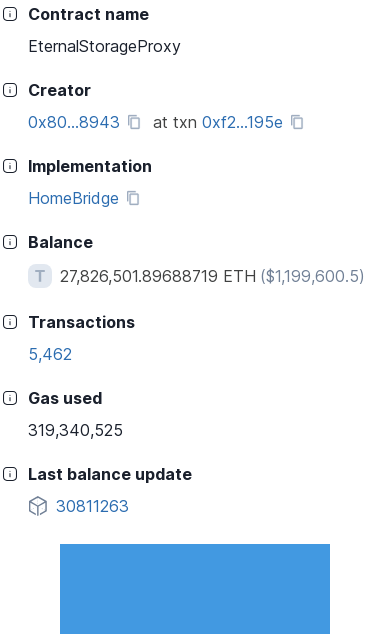 Contract name
EternalStorageProxy
Creator
0x80...8943 at txn 0xf2...195e
Implementation
HomeBridge
Balance
T 27,826,501.89688719 ETH ($1,199,600.5)
Transactions
5,462
Gas used
319,340,525
Last balance update
30811263